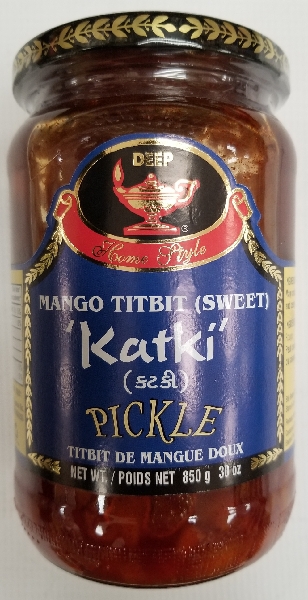 DEEP
®
Home Style
MANGO TITBIT (SWEET)
'Katki'
(કટકી)
PICKLE
TITBIT DE MANGUE DOUX
NET WT. / POIDS NET 850 g 30 oz